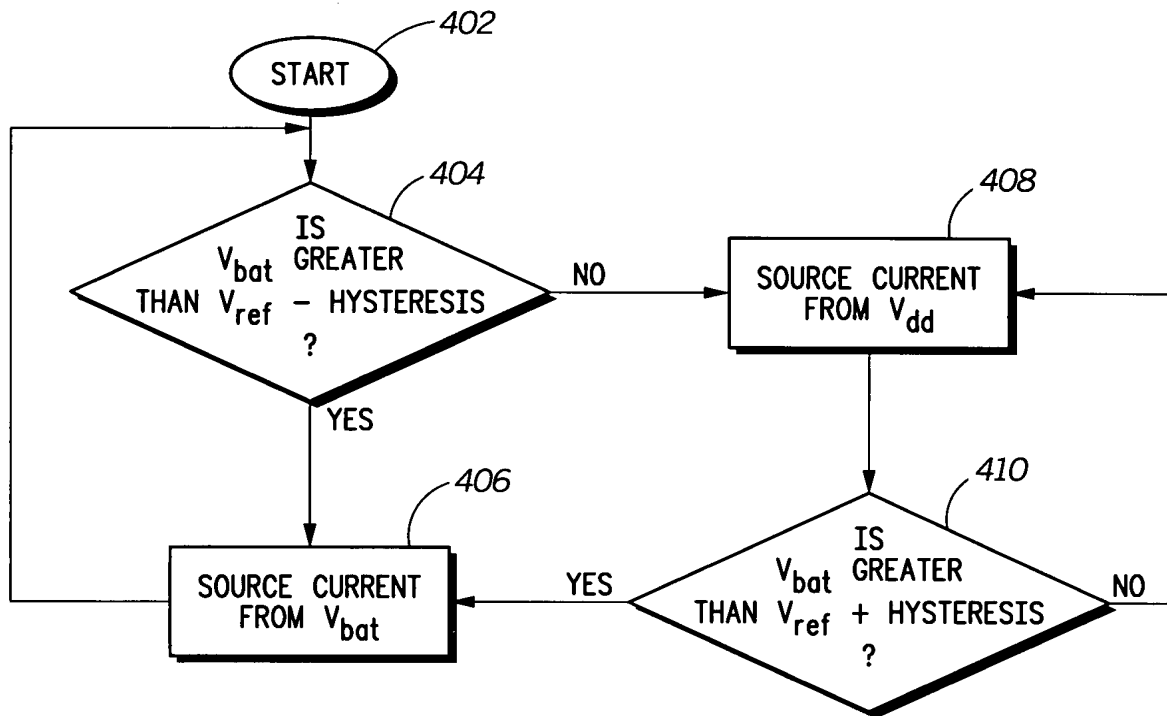 402
START
404
IS
V_bat GREATER
THAN V_ref – HYSTERESIS
?
NO
YES
408
SOURCE CURRENT
FROM V_dd
406
SOURCE CURRENT
FROM V_bat
410
IS
V_bat GREATER
THAN V_ref + HYSTERESIS
?
YES
NO